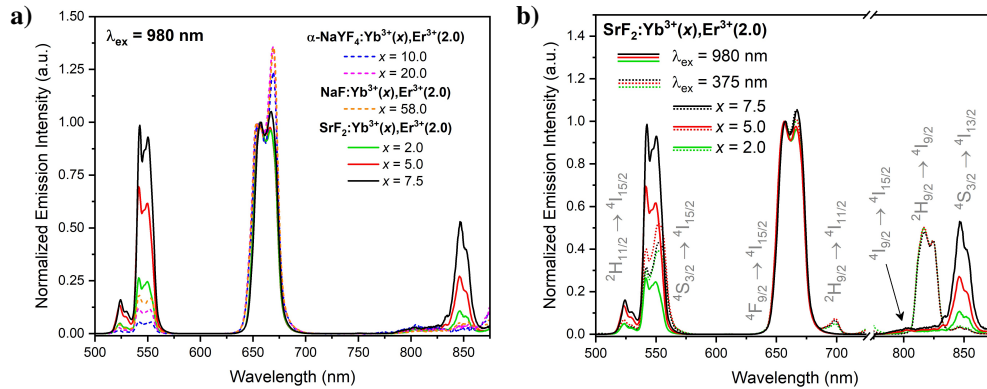 a)
λex = 980 nm
α-NaYF4:Yb3+(x),Er3+(2.0)
x = 10.0
x = 20.0
NaF:Yb3+(x),Er3+(2.0)
x = 58.0
SrF2:Yb3+(x),Er3+(2.0)
x = 2.0
x = 5.0
x = 7.5
Normalized Emission Intensity (a.u.)
1.50
1.25
1.00
0.75
0.50
0.25
0.00
500 550 600 650 700 750 800 850
Wavelength (nm)
b)
SrF2:Yb3+(x),Er3+(2.0)
λex = 980 nm
λex = 375 nm
x = 7.5
x = 5.0
x = 2.0
Normalized Emission Intensity (a.u.)
1.4
1.2
1.0
0.8
0.6
0.4
0.2
0.0
2H11/2 → 4I15/2
4S3/2 → 4I15/2
4F9/2 → 4I15/2
2H9/2 → 4I11/2
4I9/2 → 4I15/2
2H9/2 → 4I9/2
4S3/2 → 4I13/2
500 550 600 650 700 800 850
Wavelength (nm)